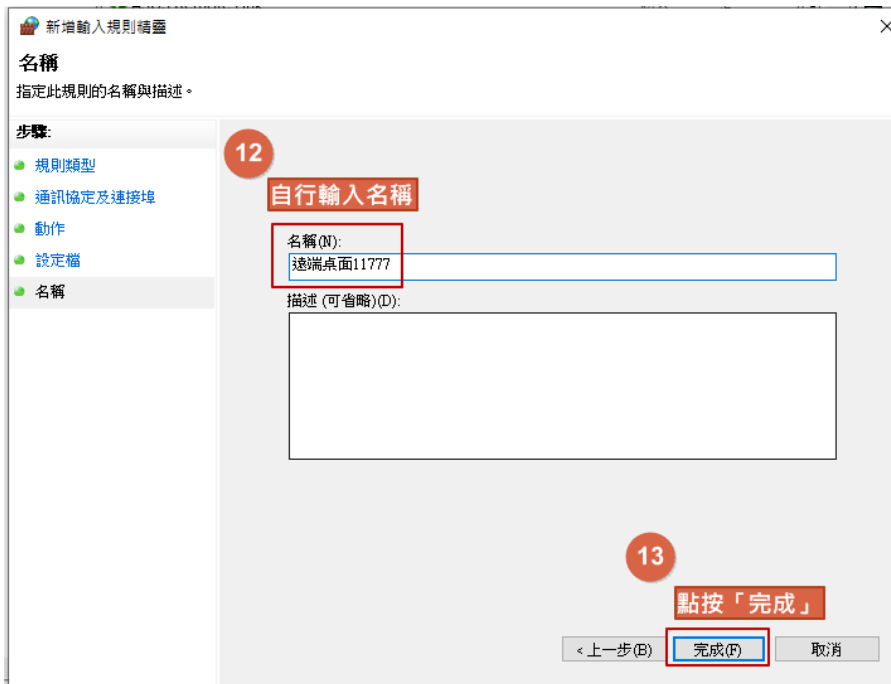 新增輸入規則精靈
名稱
指定此規則的名稱與描述。
步驟:
規則類型
通訊協定及連接埠
動作
設定檔
名稱
12
自行輸入名稱
名稱(N):
遠端桌面11777
描述 (可省略)(D):
13
點按「完成」
< 上一步(B)
完成(F)
取消